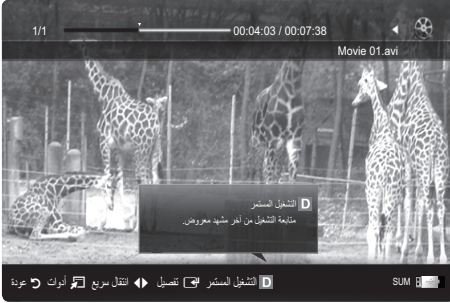 1/1 00:04:03 / 00:07:38
Movie 01.avi
D التشغيل المستمر
متابعة التشغيل من آخر مشهد معروض.
SUM D التشغيل المستمر تفصيل انتقال سريع أدوات عودة